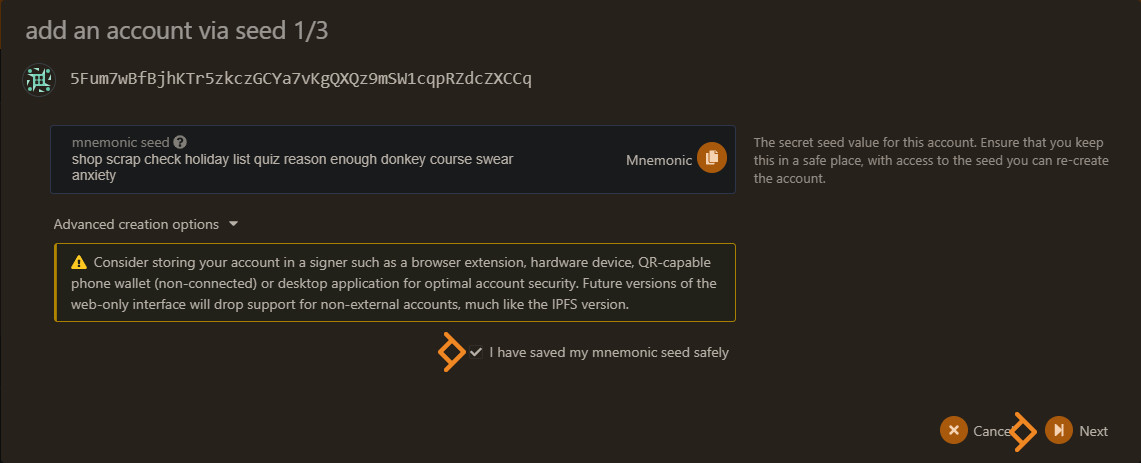 add an account via seed 1/3
5Fum7wBfBjhKTr5zkczGCYa7vKgQXQz9mSW1cqpRZdcZXCCq
mnemonic seed
shop scrap check holiday list quiz reason enough donkey course swear
anxiety
Mnemonic
The secret seed value for this account. Ensure that you keep
this in a safe place, with access to the seed you can re-create
the account.
Advanced creation options
Consider storing your account in a signer such as a browser extension, hardware device, QR-capable
phone wallet (non-connected) or desktop application for optimal account security. Future versions of the
web-only interface will drop support for non-external accounts, much like the IPFS version.
I have saved my mnemonic seed safely
Cancel
Next